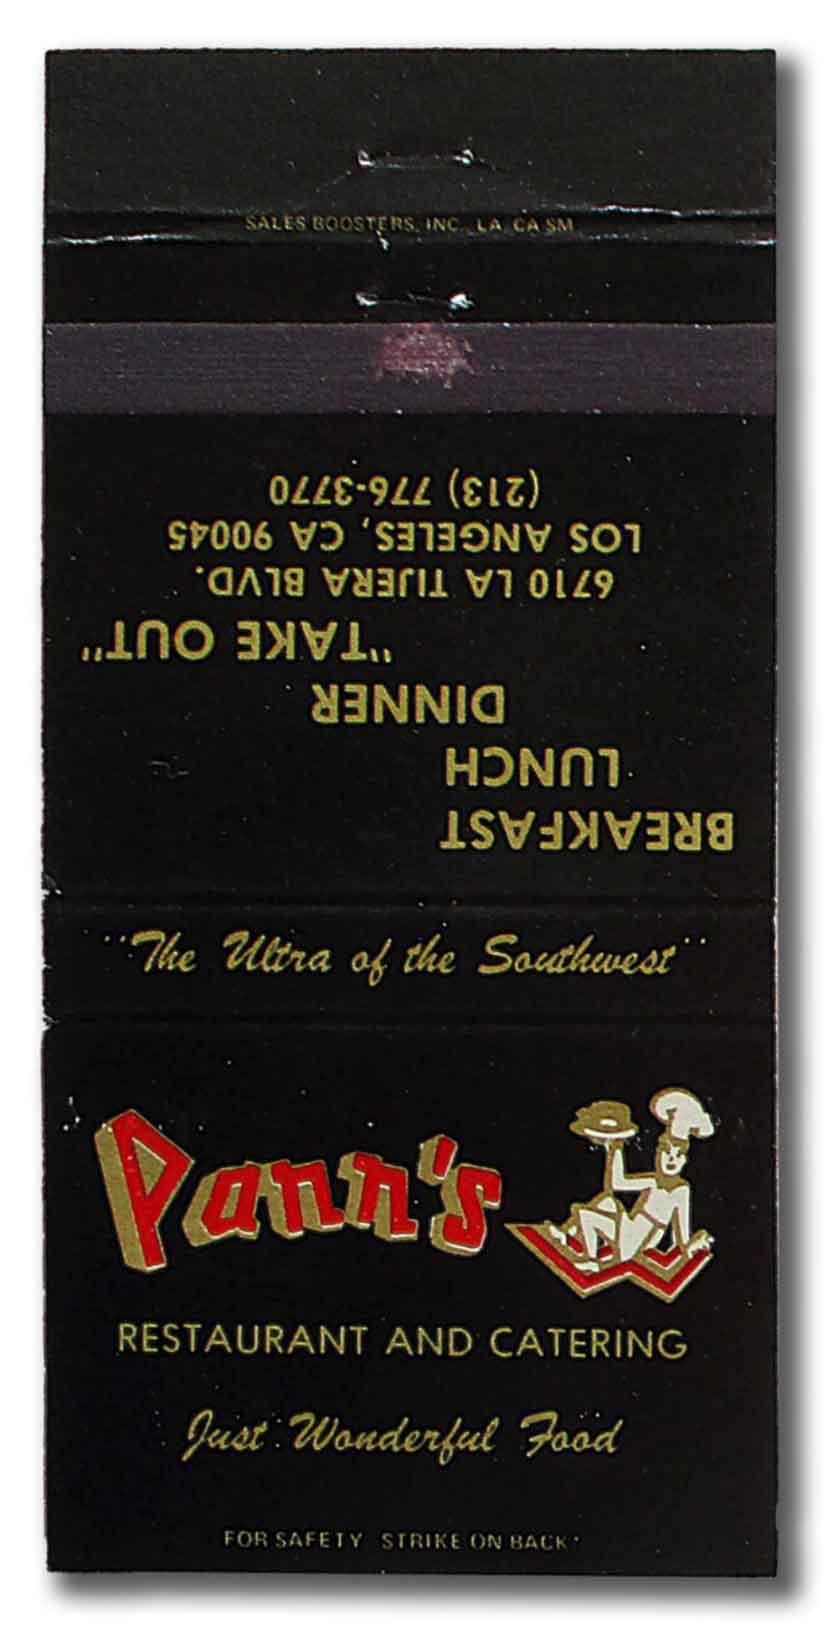 SALES BOOSTERS, INC. LA. CA SM
BREAKFAST
LUNCH
DINNER
"TAKE OUT"
6710 LA TIJERA BLVD.
LOS ANGELES, CA 90045
(213) 776-3770
"The Ultra of the Southwest"
Pann's
RESTAURANT AND CATERING
Just Wonderful Food
FOR SAFETY STRIKE ON BACK